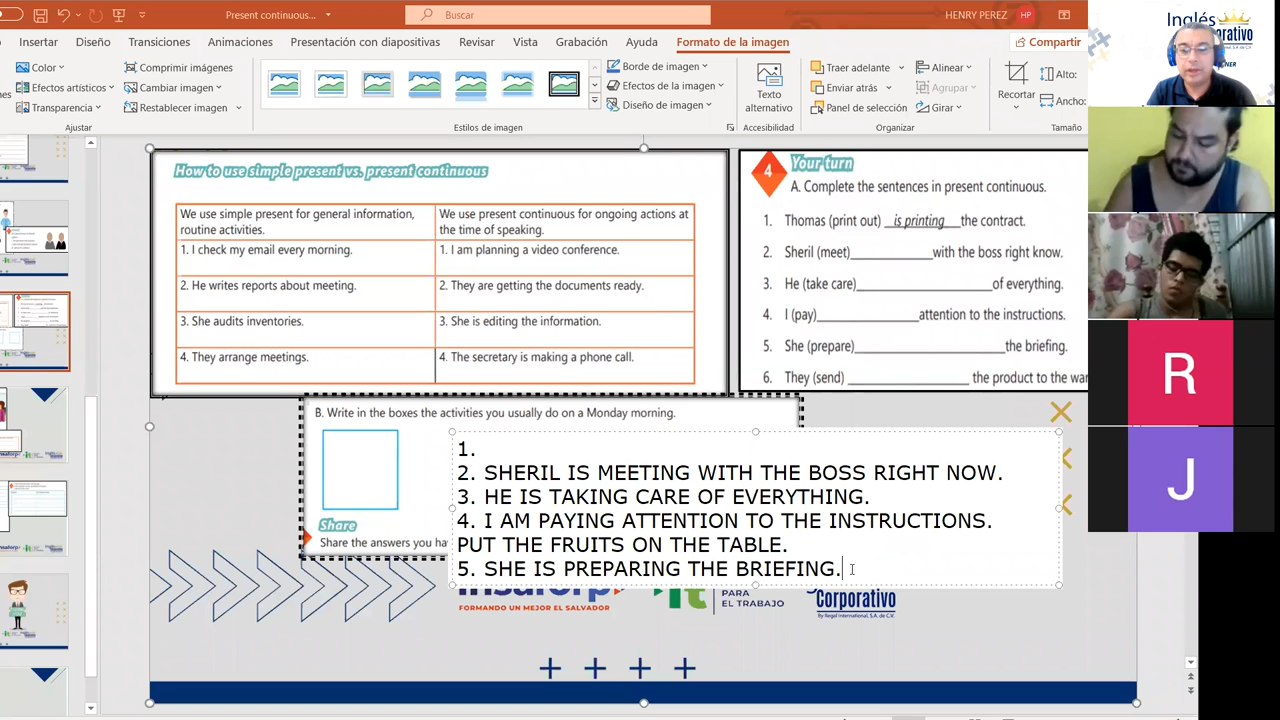 Present continuous...
Buscar
HENRY PEREZ
HP
Insertar
Diseño
Transiciones
Animaciones
Presentación con diapositivas
Revisar
Vista
Grabación
Ayuda
Formato de la imagen
Compartir
Color
Comprimir imágenes
Efectos artísticos
Cambiar imagen
Transparencia
Restablecer imagen
Ajustar
Borde de imagen
Efectos de la imagen
Diseño de imagen
Estilos de imagen
Texto
alternativo
Accesibilidad
Traer adelante
Enviar atrás
Panel de selección
Alinear
Agrupar
Girar
Organizar
Recortar
Alto:
Ancho:
Tamaño
Inglés
How to use simple present vs. present continuous
We use simple present for general information,
routine activities.
We use present continuous for ongoing actions at
the time of speaking.
1. I check my email every morning.
1. I am planning a video conference.
2. He writes reports about meeting.
2. They are getting the documents ready.
3. She audits inventories.
3. She is editing the information.
4. They arrange meetings.
4. The secretary is making a phone call.
4
Your turn
A. Complete the sentences in present continuous.
1. Thomas (print out) is printing the contract.
2. Sheril (meet)______with the boss right know.
3. He (take care)______of everything.
4. I (pay)______attention to the instructions.
5. She (prepare)______the briefing.
6. They (send) ______ the product to the
B. Write in the boxes the activities you usually do on a Monday morning.
Share
Share the answers you
1.
2. SHERIL IS MEETING WITH THE BOSS RIGHT NOW.
3. HE IS TAKING CARE OF EVERYTHING.
4. I AM PAYING ATTENTION TO THE INSTRUCTIONS.
PUT THE FRUITS ON THE TABLE.
5. SHE IS PREPARING THE BRIEFING.
FORMANDO UN MEJOR EL SALVADOR
PARA
EL TRABAJO
Corporativo
By Regal International, S.A. de C.V.
R
J